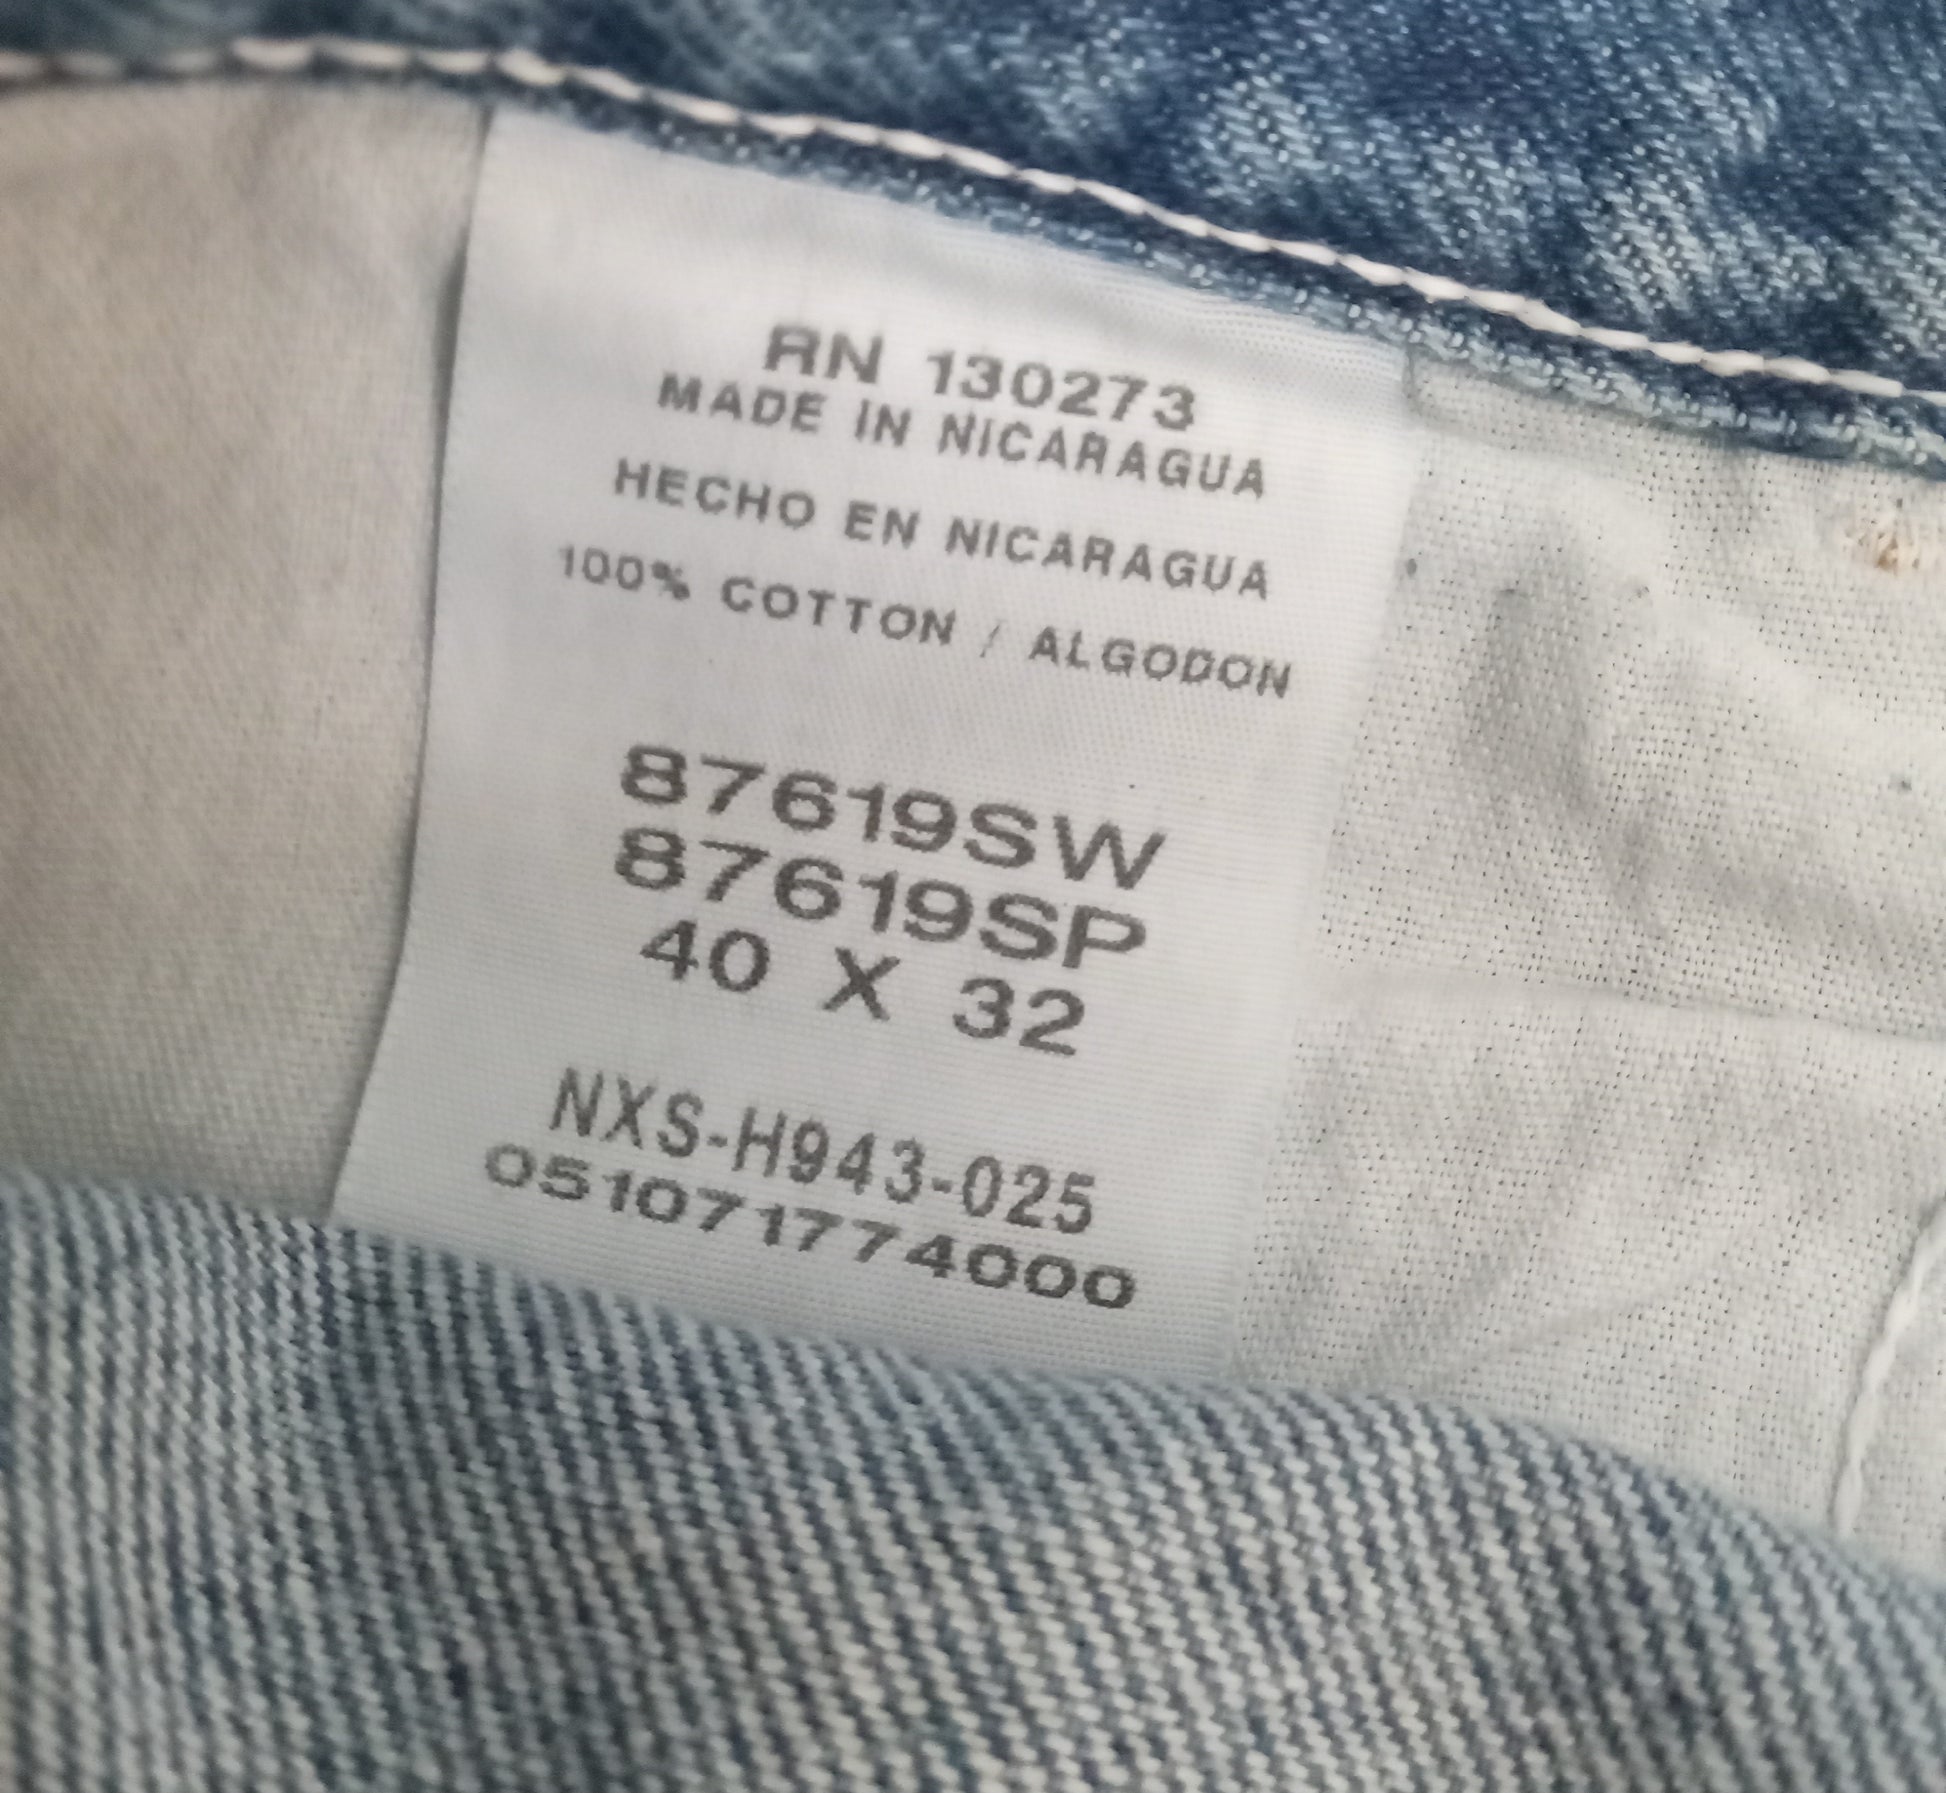 RN 130273
MADE IN NICARAGUA
HECHO EN NICARAGUA
100% COTTON / ALGODON
87619SW
87619SP
40 X 32
NXS-H943-025
051071774000